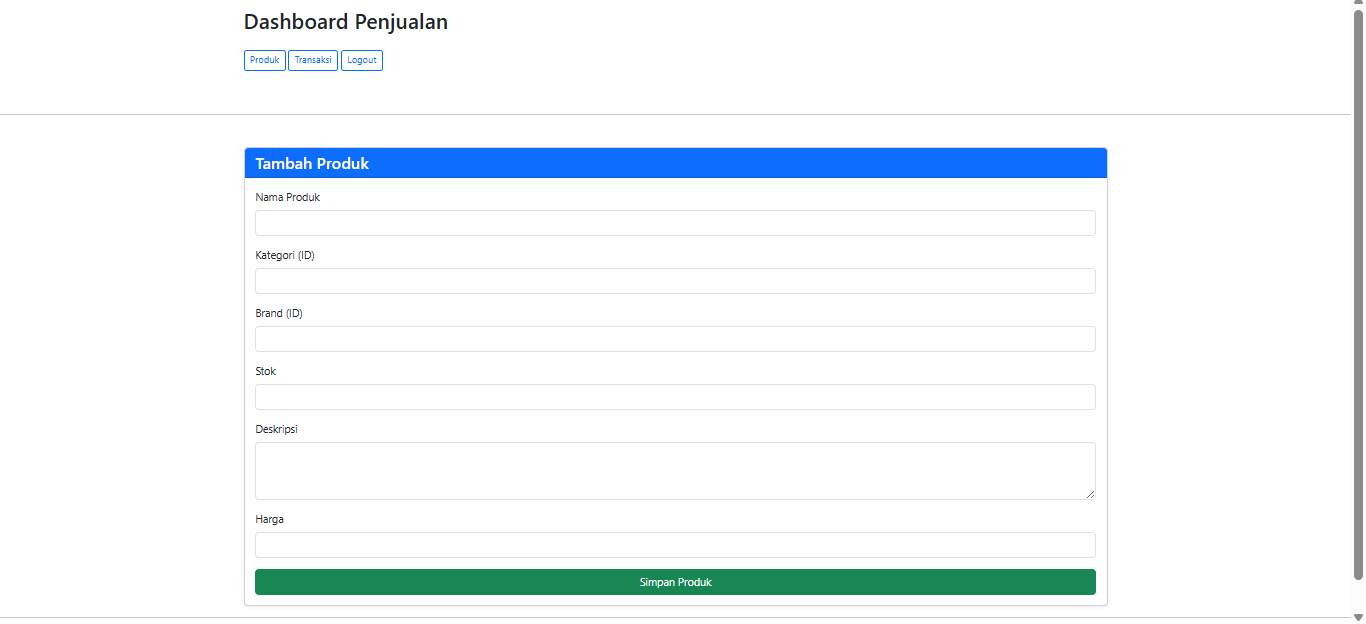 Dashboard Penjualan
Produk Transaksi Logout
Tambah Produk
Nama Produk
Kategori (ID)
Brand (ID)
Stok
Deskripsi
Harga
Simpan Produk